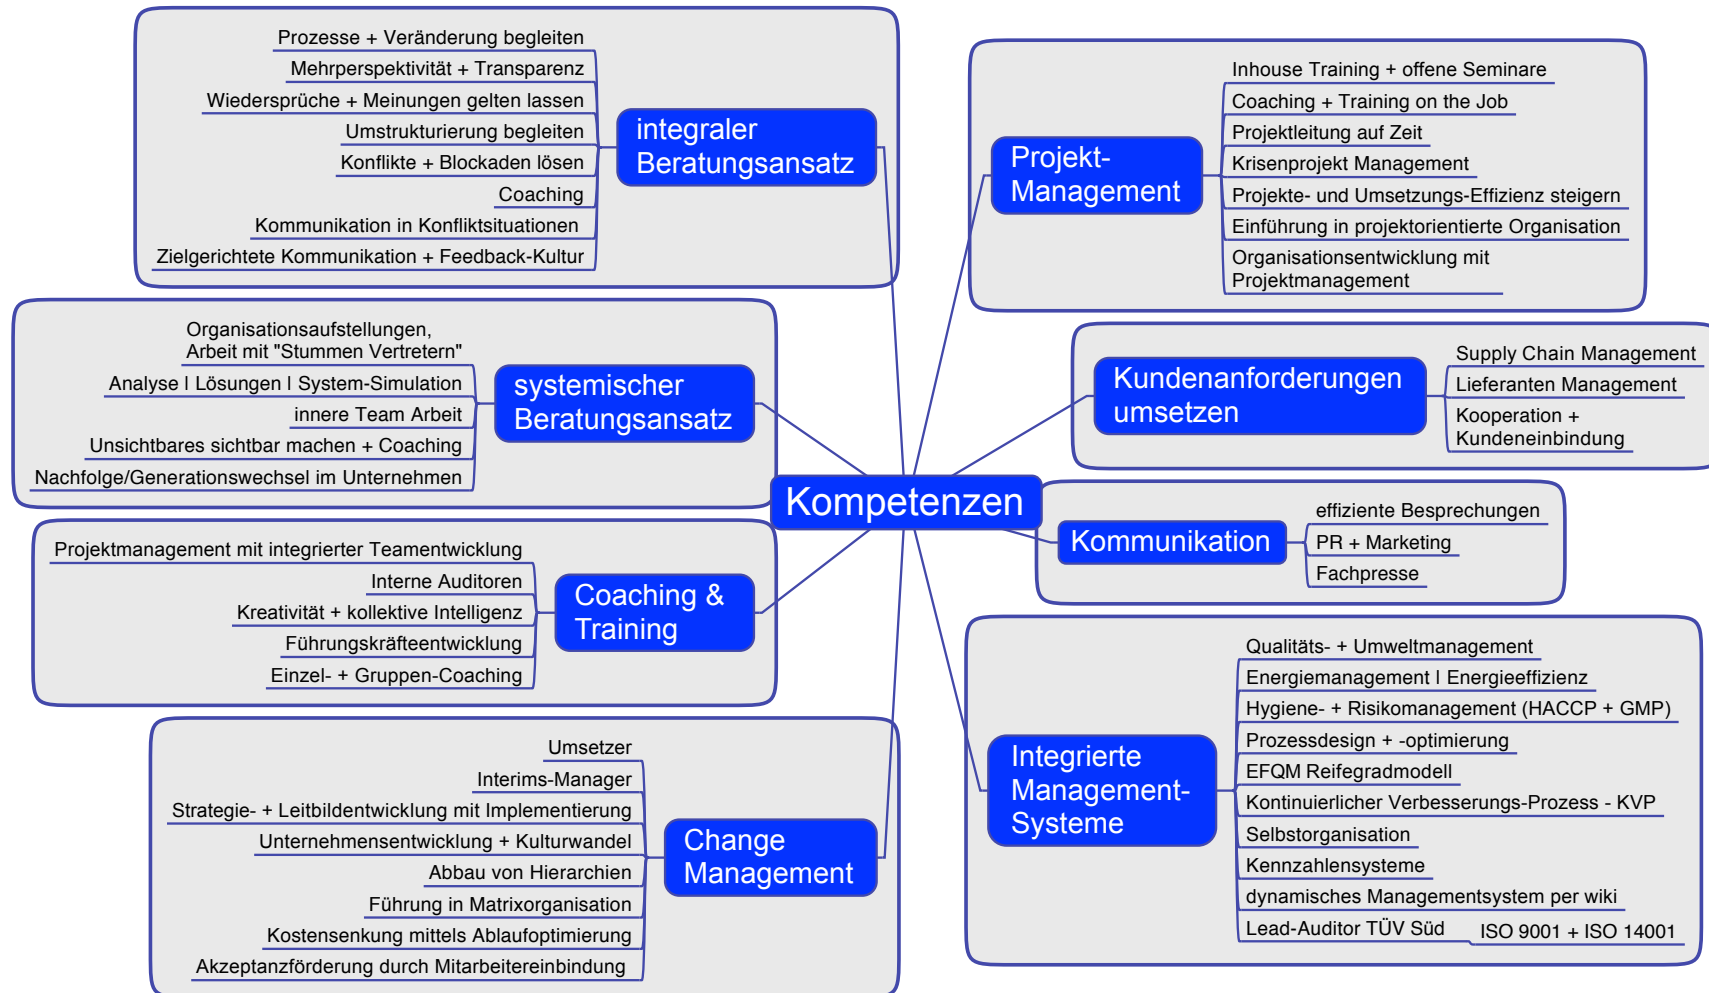 Kompetenzen
integraler
Beratungsansatz
Prozesse + Veränderung begleiten
Mehrperspektivität + Transparenz
Wiedersprüche + Meinungen gelten lassen
Umstrukturierung begleiten
Konflikte + Blockaden lösen
Coaching
Kommunikation in Konfliktsituationen
Zielgerichtete Kommunikation + Feedback-Kultur
systemischer
Beratungsansatz
Organisationsaufstellungen,
Arbeit mit "Stummen Vertretern"
Analyse | Lösungen | System-Simulation
innere Team Arbeit
Unsichtbares sichtbar machen + Coaching
Nachfolge/Generationswechsel im Unternehmen
Coaching &
Training
Projektmanagement mit integrierter Teamentwicklung
Interne Auditoren
Kreativität + kollektive Intelligenz
Führungskräfteentwicklung
Einzel- + Gruppen-Coaching
Change
Management
Umsetzer
Interims-Manager
Strategie- + Leitbildentwicklung mit Implementierung
Unternehmensentwicklung + Kulturwandel
Abbau von Hierarchien
Führung in Matrixorganisation
Kostensenkung mittels Ablaufoptimierung
Akzeptanzförderung durch Mitarbeitereinbindung
Projekt-
Management
Inhouse Training + offene Seminare
Coaching + Training on the Job
Projektleitung auf Zeit
Krisenprojekt Management
Projekte- und Umsetzungs-Effizienz steigern
Einführung in projektorientierte Organisation
Organisationsentwicklung mit
Projektmanagement
Kundenanforderungen
umsetzen
Supply Chain Management
Lieferanten Management
Kooperation +
Kundeneinbindung
Kommunikation
effiziente Besprechungen
PR + Marketing
Fachpresse
Integrierte
Management-
Systeme
Qualitäts- + Umweltmanagement
Energiemanagement | Energieeffizienz
Hygiene- + Risikomanagement (HACCP + GMP)
Prozessdesign + -optimierung
EFQM Reifegradmodell
Kontinuierlicher Verbesserungs-Prozess - KVP
Selbstorganisation
Kennzahlensysteme
dynamisches Managementsystem per wiki
Lead-Auditor TÜV Süd ISO 9001 + ISO 14001